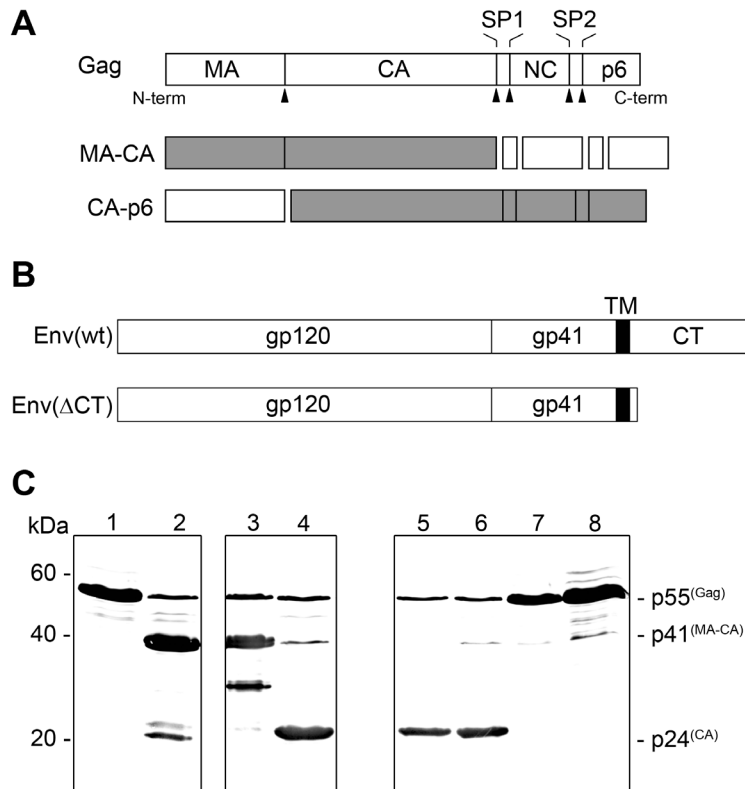 A
SP1 SP2
Gag MA CA NC p6
N-term C-term
MA-CA
CA-p6
B
TM
Env(wt) gp120 gp41 CT
Env(ΔCT) gp120 gp41
C
kDa 1 2 3 4 5 6 7 8
60 -
- p55(Gag)
40 - - p41(MA-CA)
20 - - p24(CA)